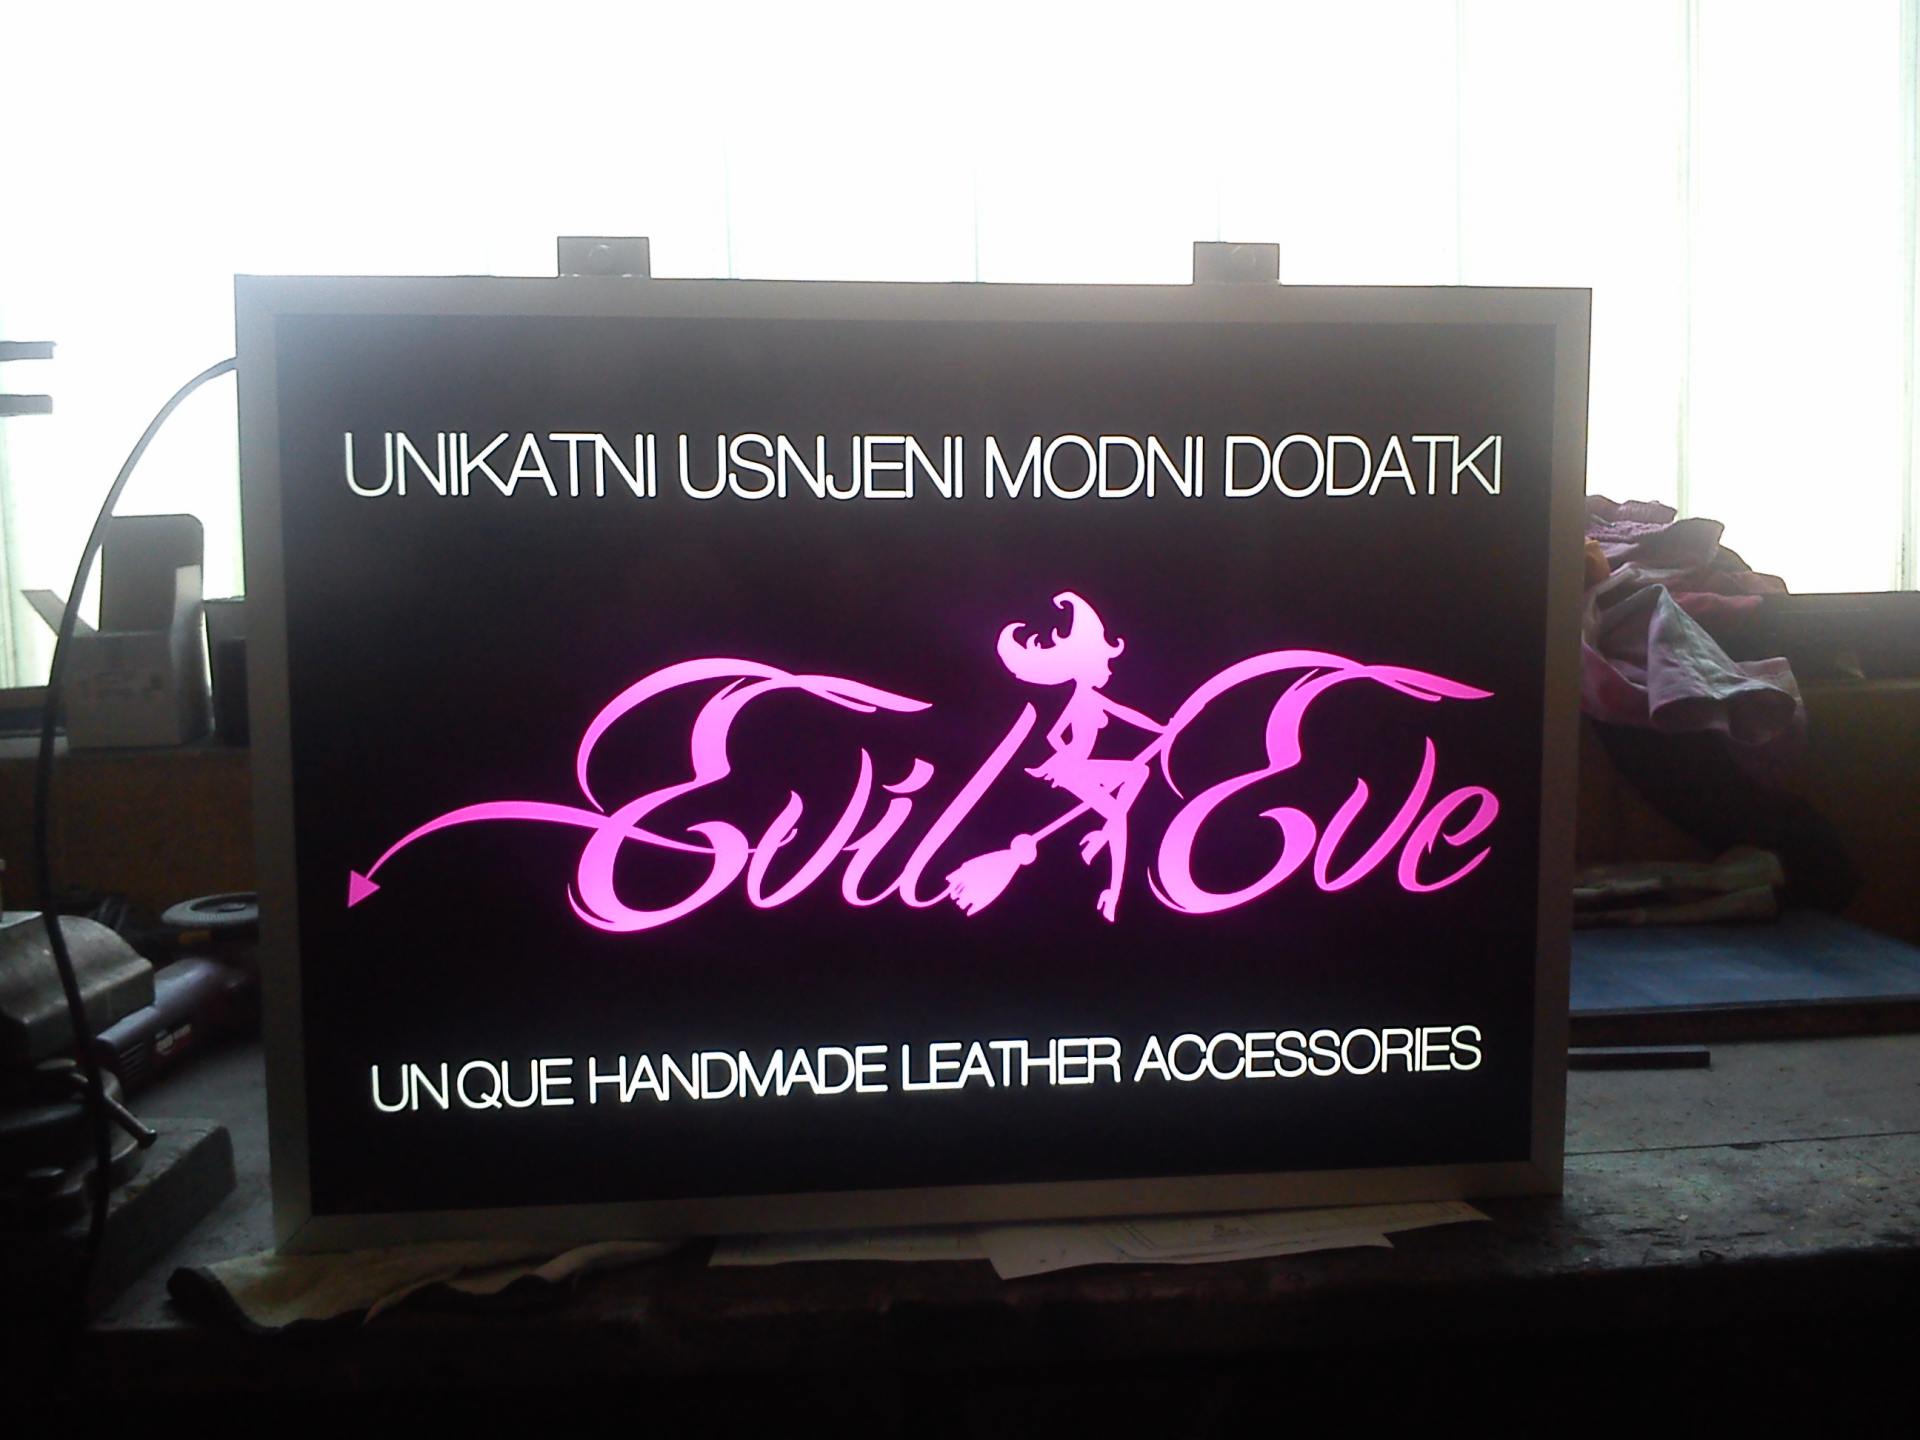 UNIKATNI USNJENI MODNI DODATKI
Evil Eve
UN QUE HANDMADE LEATHER ACCESSORIES